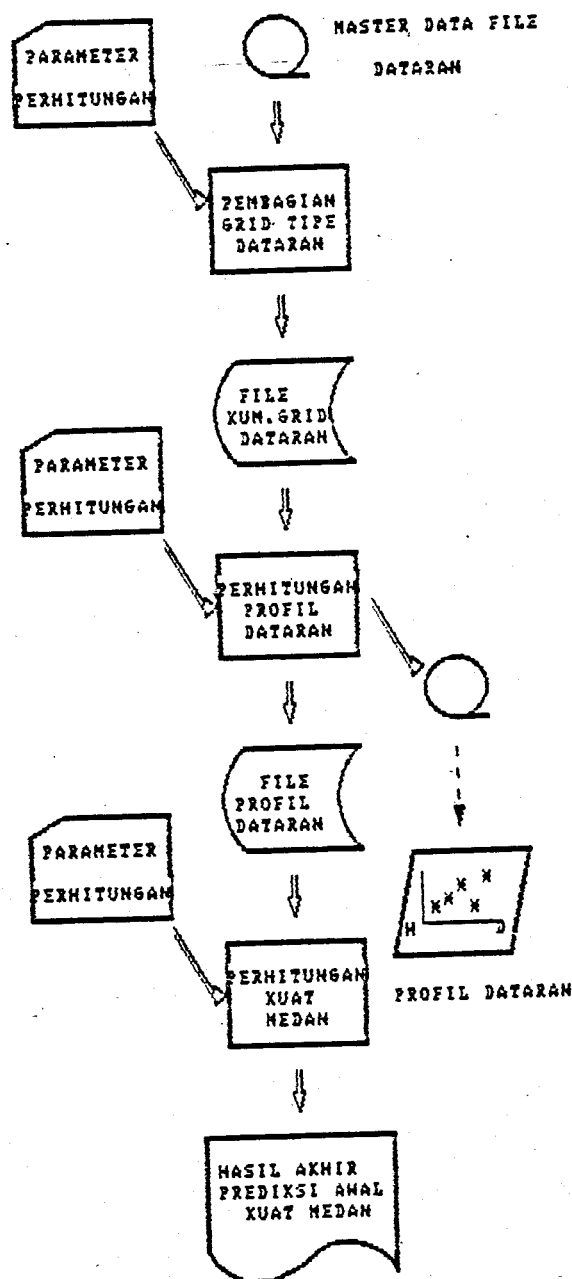 PARAMETER
PERHITUNGAN
MASTER DATA FILE
DATARAN
PEMBAGIAN
GRID TIPE
DATARAN
FILE
KUM.GRID
DATARAN
PARAMETER
PERHITUNGAN
PERHITUNGAN
PROFIL
DATARAN
FILE
PROFIL
DATARAN
PARAMETER
PERHITUNGAN
H
D
PROFIL DATARAN
PERHITUNGAN
KUAT
MEDAN
HASIL AKHIR
PREDIKSI AWAL
KUAT MEDAN